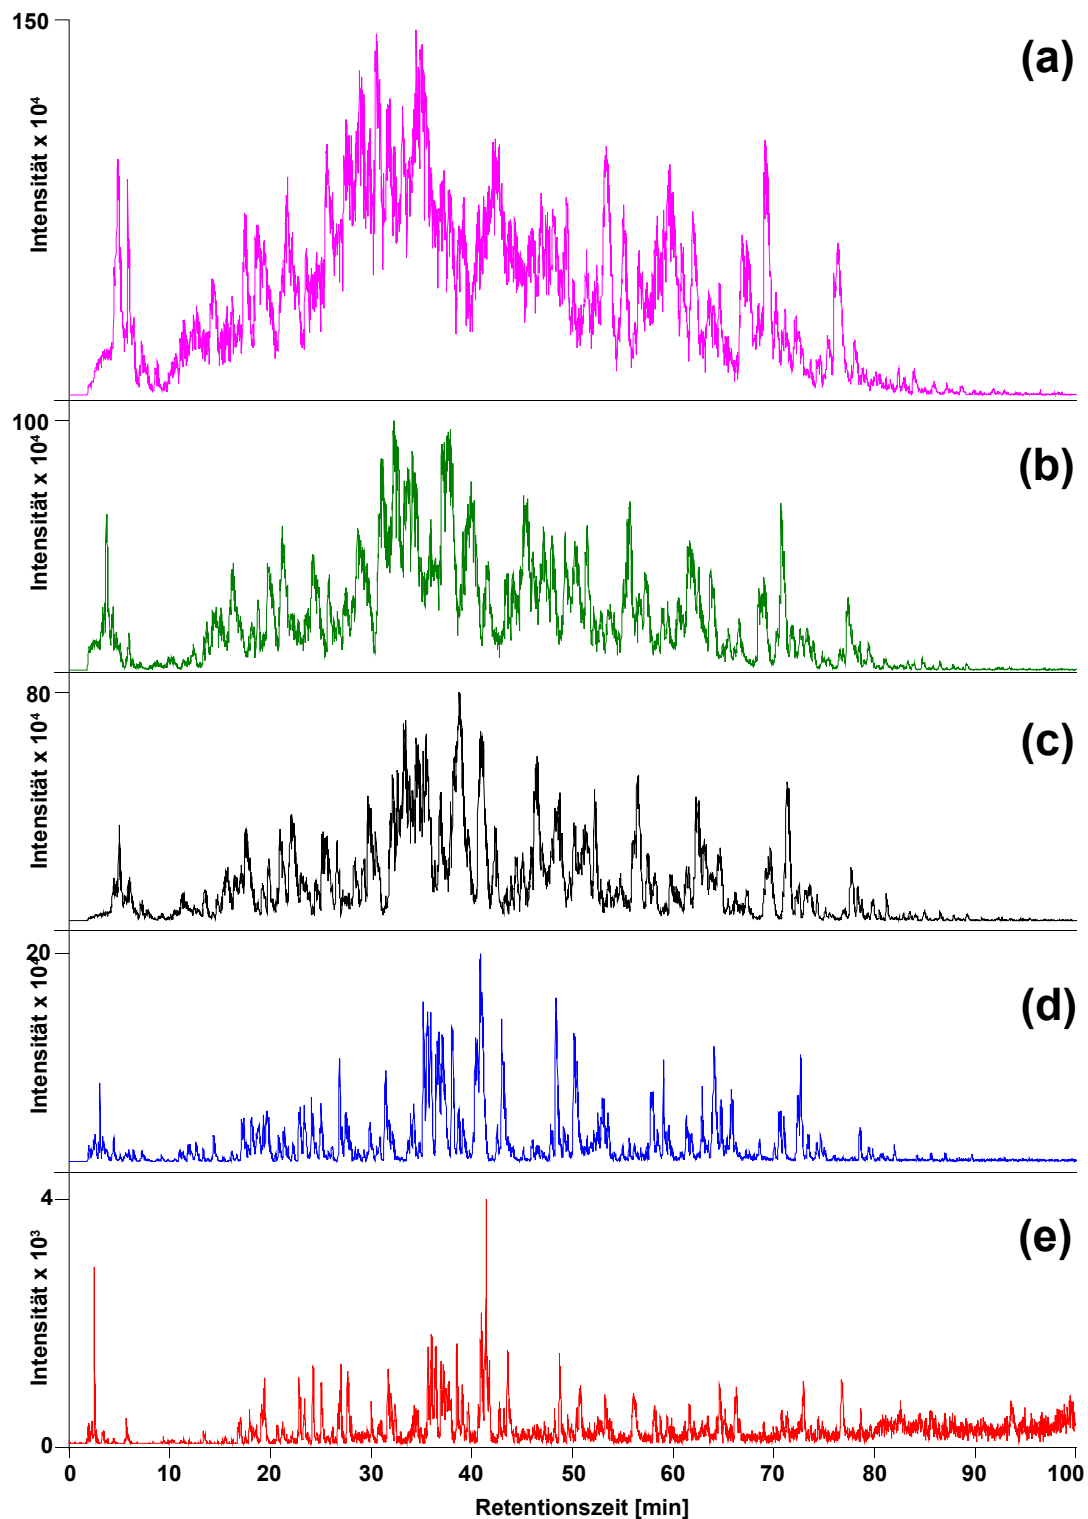 150
(a)
Intensität x 10⁴
100
(b)
Intensität x 10⁴
80
(c)
Intensität x 10⁴
20
(d)
Intensität x 10⁴
4
(e)
Intensität x 10³
0
0 10 20 30 40 50 60 70 80 90 100
Retentionszeit [min]